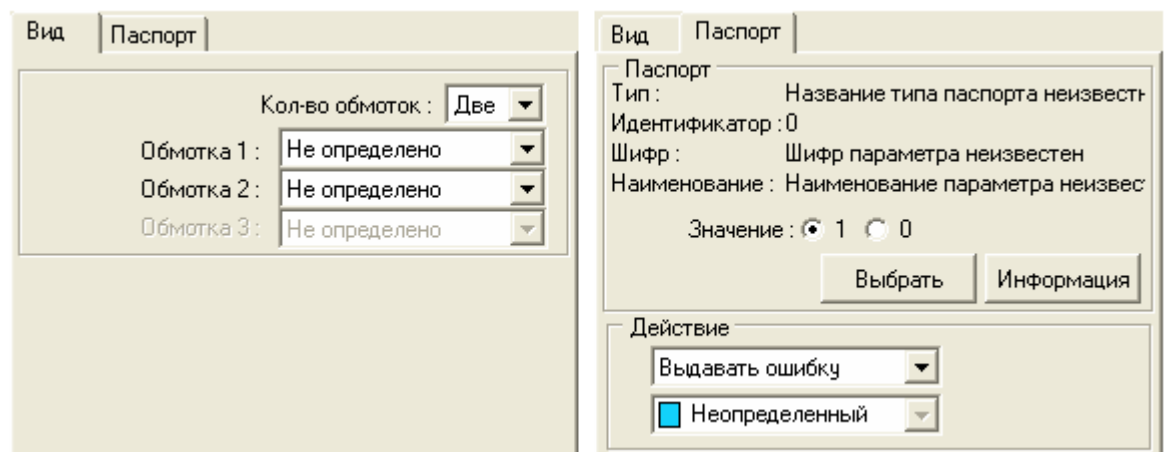 Вид Паспорт
Кол-во обмоток : Две
Обмотка 1 : Не определено
Обмотка 2 : Не определено
Обмотка 3 : Не определено
Вид Паспорт
Паспорт
Тип : Название типа паспорта неизвестн
Идентификатор : 0
Шифр : Шифр параметра неизвестен
Наименование : Наименование параметра неизвес
Значение : 1 0
Выбрать Информация
Действие
Выдавать ошибку
Неопределенный